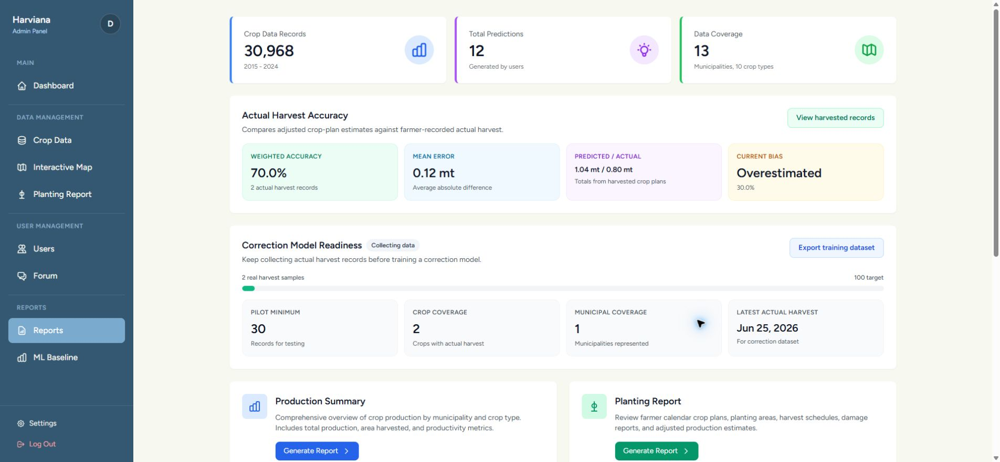 Harviana
Admin Panel
D
MAIN
Dashboard
DATA MANAGEMENT
Crop Data
Interactive Map
Planting Report
USER MANAGEMENT
Users
Forum
REPORTS
Reports
ML Baseline
Settings
Log Out
Crop Data Records
30,968
2015 - 2024
Total Predictions
12
Generated by users
Data Coverage
13
Municipalities, 10 crop types
Actual Harvest Accuracy
Compares adjusted crop-plan estimates against farmer-recorded actual harvest.
View harvested records
WEIGHTED ACCURACY
70.0%
2 actual harvest records
MEAN ERROR
0.12 mt
Average absolute difference
PREDICTED / ACTUAL
1.04 mt / 0.80 mt
Totals from harvested crop plans
CURRENT BIAS
Overestimated
30.0%
Correction Model Readiness
Collecting data
Keep collecting actual harvest records before training a correction model.
Export training dataset
2 real harvest samples
100 target
PILOT MINIMUM
30
Records for testing
CROP COVERAGE
2
Crops with actual harvest
MUNICIPAL COVERAGE
1
Municipalities represented
LATEST ACTUAL HARVEST
Jun 25, 2026
For correction dataset
Production Summary
Comprehensive overview of crop production by municipality and crop type.
Includes total production, area harvested, and productivity metrics.
Generate Report
Planting Report
Review farmer calendar crop plans, planting areas, harvest schedules, damage
reports, and adjusted production estimates.
Generate Report